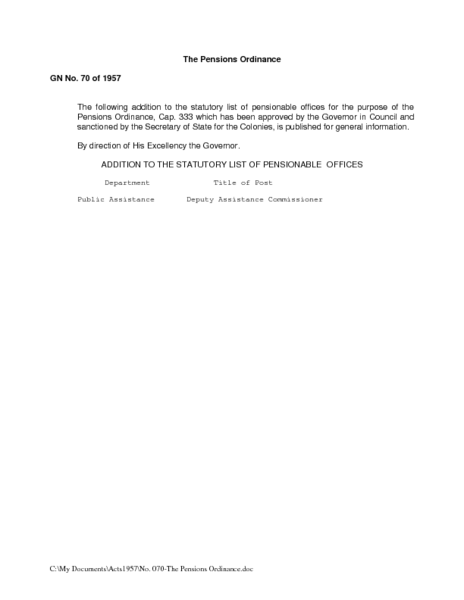 The Pensions Ordinance
GN No. 70 of 1957
The following addition to the statutory list of pensionable offices for the purpose of the
Pensions Ordinance, Cap. 333 which has been approved by the Governor in Council and
sanctioned by the Secretary of State for the Colonies, is published for general information.
By direction of His Excellency the Governor.
ADDITION TO THE STATUTORY LIST OF PENSIONABLE OFFICES
Department Title of Post
Public Assistance Deputy Assistance Commissioner
C:\My Documents\Acts1957\No. 070-The Pensions Ordinance.doc